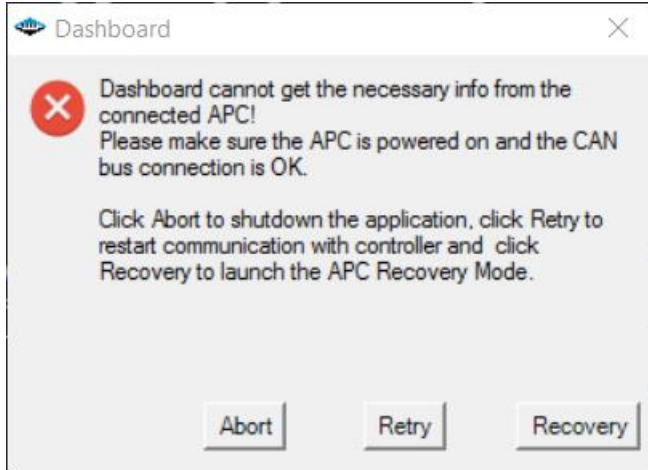 Dashboard
Dashboard cannot get the necessary info from the
connected APC!
Please make sure the APC is powered on and the CAN
bus connection is OK.
Click Abort to shutdown the application, click Retry to
restart communication with controller and  click
Recovery to launch the APC Recovery Mode.
Abort
Retry
Recovery